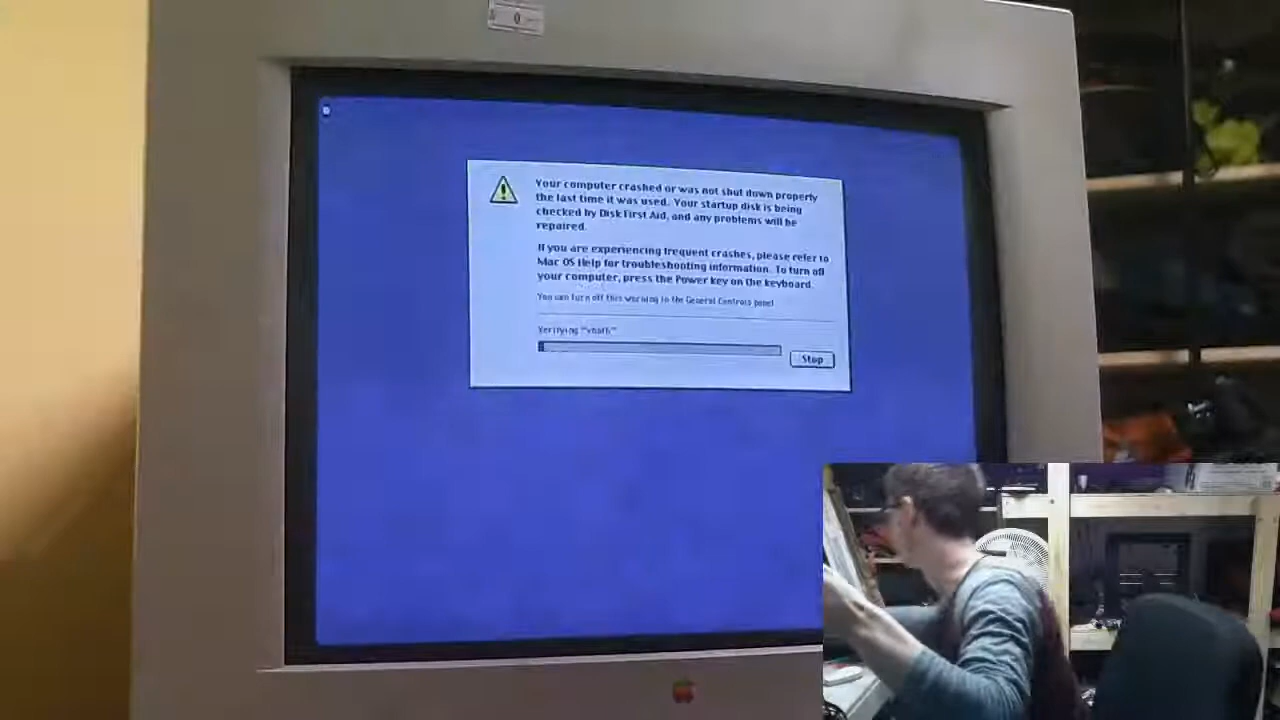 Your computer crashed or was not shut down properly
the last time it was used. Your startup disk is being
checked by Disk First Aid, and any problems will be
repaired.
If you are experiencing frequent crashes, please refer to
Mac OS Help for troubleshooting information. To turn off
your computer, press the Power key on the keyboard.
You can turn off this warning in the General Controls panel
Verifying
Stop